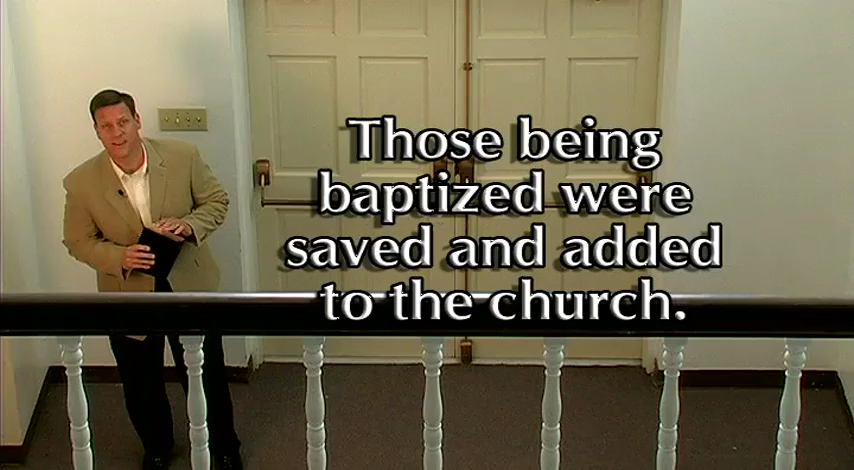 Those being
baptized were
saved and added
to the church.